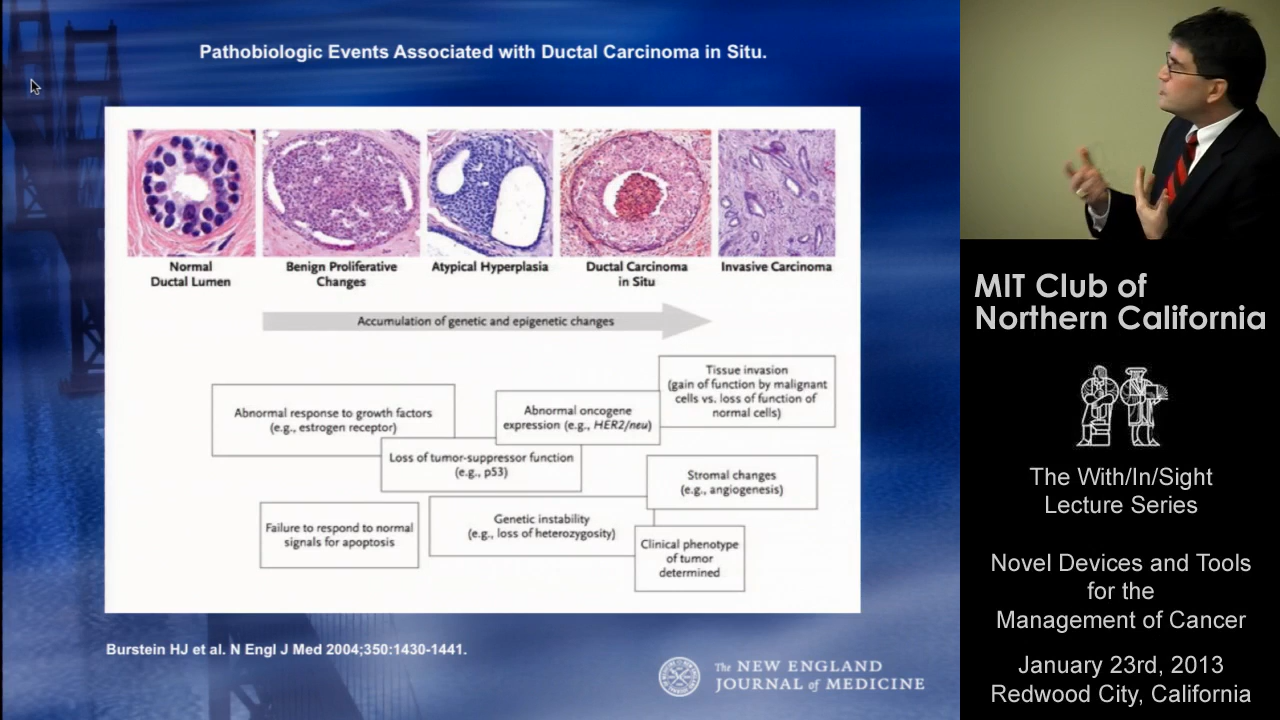 Pathobiologic Events Associated with Ductal Carcinoma in Situ.
Normal
Ductal Lumen
Benign Proliferative
Changes
Atypical Hyperplasia
Ductal Carcinoma
in Situ
Invasive Carcinoma
Accumulation of genetic and epigenetic changes
Tissue invasion
(gain of function by malignant
cells vs. loss of function of
normal cells)
Abnormal response to growth factors
(e.g., estrogen receptor)
Abnormal oncogene
expression (e.g., HER2/neu)
Loss of tumor-suppressor function
(e.g., p53)
Stromal changes
(e.g., angiogenesis)
Failure to respond to normal
signals for apoptosis
Genetic instability
(e.g., loss of heterozygosity)
Clinical phenotype
of tumor
determined
Burstein HJ et al. N Engl J Med 2004;350:1430-1441.
The NEW ENGLAND
JOURNAL of MEDICINE
MIT Club of
Northern California
The With/In/Sight
Lecture Series
Novel Devices and Tools
for the
Management of Cancer
January 23rd, 2013
Redwood City, California